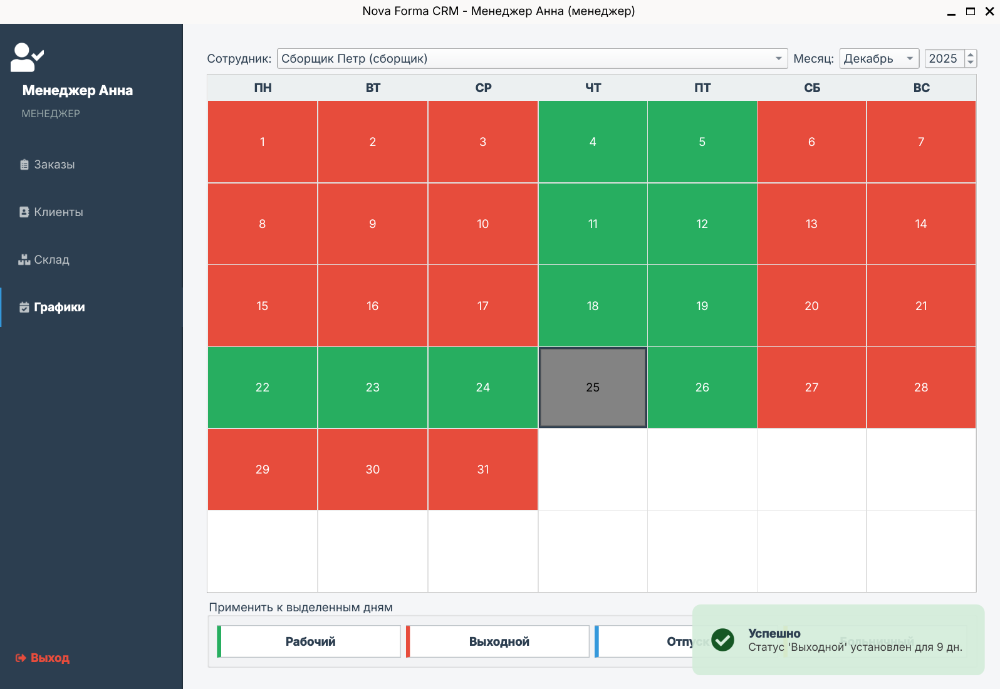 Nova Forma CRM - Менеджер Анна (менеджер)
Менеджер Анна
МЕНЕДЖЕР
Заказы
Клиенты
Склад
Графики
Выход
Сотрудник: Сборщик Петр (сборщик) Месяц: Декабрь 2025
ПН ВТ СР ЧТ ПТ СБ ВС
1 2 3 4 5 6 7
8 9 10 11 12 13 14
15 16 17 18 19 20 21
22 23 24 25 26 27 28
29 30 31
Применить к выделенным дням
Рабочий Выходной Отпуск Больничный
Успешно
Статус 'Выходной' установлен для 9 дн.